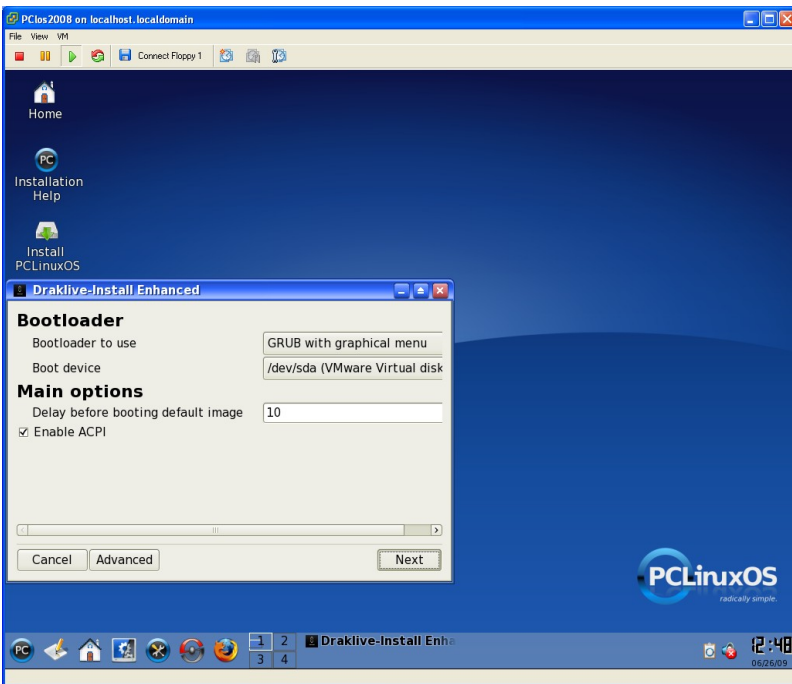 PClos2008 on localhost.localdomain
File View VM
Connect Floppy 1
Home
PC
Installation
Help
Install
PCLinuxOS
Draklive-Install Enhanced
Bootloader
Bootloader to use
GRUB with graphical menu
Boot device
/dev/sda (VMware Virtual disk
Main options
Delay before booting default image
10
Enable ACPI
Cancel
Advanced
Next
PCLinuxOS
radically simple.
PC
1 2
3 4
Draklive-Install Enha
12:48
06/26/09